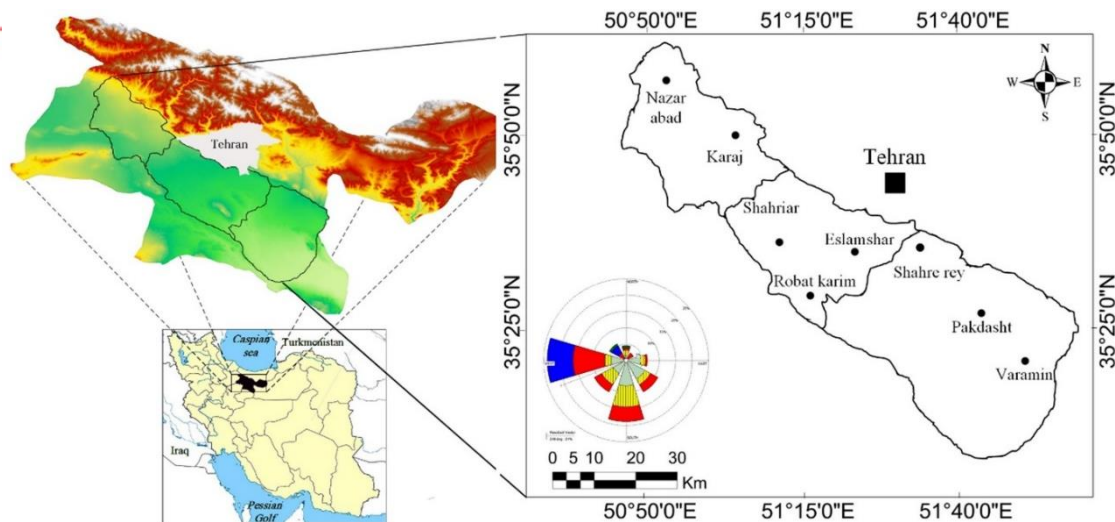 50°50'0"E
51°15'0"E
51°40'0"E
N
W
E
S
Nazar
abad
35°50'0"N
35°50'0"N
Karaj
Tehran
Tehran
Shahriar
Eslamshar
Shahre rey
Robat karim
Pakdasht
35°25'0"N
35°25'0"N
Varamin
Caspian
sea
Turkmonistan
Iraq
Pessian
Golf
0 5 10
20
30
Km
50°50'0"E
51°15'0"E
51°40'0"E